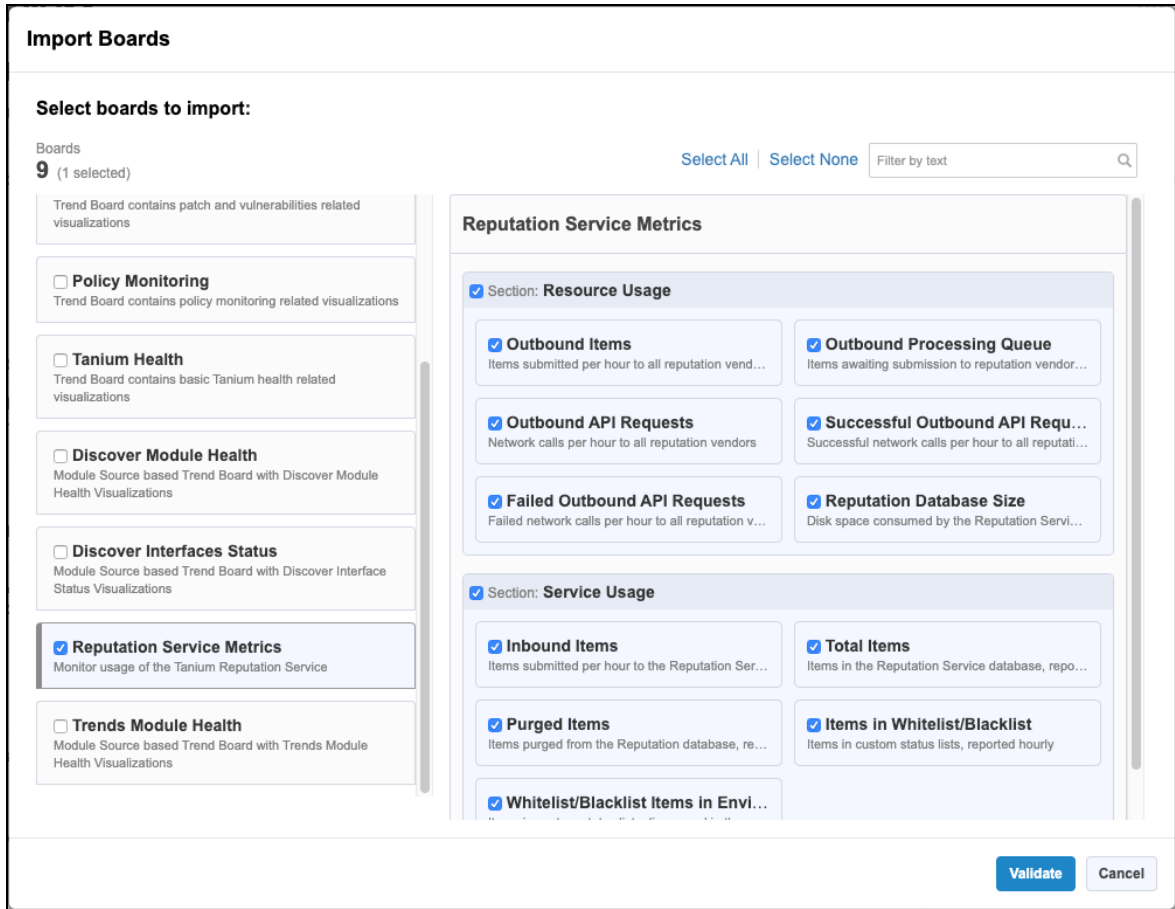 Import Boards
Select boards to import:
Boards
9 (1 selected)
Select All
Select None
Filter by text
Trend Board contains patch and vulnerabilities related
visualizations
Policy Monitoring
Trend Board contains policy monitoring related visualizations
Tanium Health
Trend Board contains basic Tanium health related
visualizations
Discover Module Health
Module Source based Trend Board with Discover Module
Health Visualizations
Discover Interfaces Status
Module Source based Trend Board with Discover Interface
Status Visualizations
Reputation Service Metrics
Monitor usage of the Tanium Reputation Service
Trends Module Health
Module Source based Trend Board with Trends Module
Health Visualizations
Reputation Service Metrics
Section: Resource Usage
Outbound Items
Items submitted per hour to all reputation vend...
Outbound Processing Queue
Items awaiting submission to reputation vendor...
Outbound API Requests
Network calls per hour to all reputation vendors
Successful Outbound API Requ...
Successful network calls per hour to all reputati...
Failed Outbound API Requests
Failed network calls per hour to all reputation v...
Reputation Database Size
Disk space consumed by the Reputation Servi...
Section: Service Usage
Inbound Items
Items submitted per hour to the Reputation Ser...
Total Items
Items in the Reputation Service database, repo...
Purged Items
Items purged from the Reputation database, re...
Items in Whitelist/Blacklist
Items in custom status lists, reported hourly
Whitelist/Blacklist Items in Envi...
Validate
Cancel